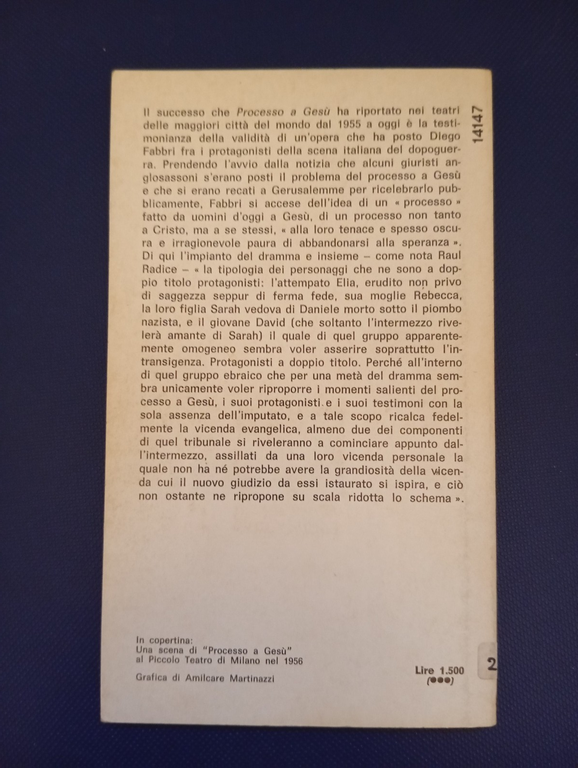 Il successo che Processo a Gesù ha riportato nei teatri
delle maggiori città del mondo dal 1955 a oggi è la testi-
monianza della validità di un'opera che ha posto Diego
Fabbri fra i protagonisti della scena italiana del dopoguer-
ra. Prendendo l'avvio dalla notizia che alcuni giuristi an-
glosassoni s'erano posti il problema del processo a Gesù
e che si erano recati a Gerusalemme per ricelebrarlo pub-
blicamente, Fabbri si accese dell'idea di un « processo »
fatto da uomini d'oggi a Gesù, di un processo non tanto
a Cristo, ma a se stessi, « alla loro tenace e spesso oscu-
ra e irragionevole paura di abbandonarsi alla speranza ».
Di qui l'impianto del dramma e insieme – come nota Raul
Radice – « la tipologia dei personaggi che ne sono a dop-
pio titolo protagonisti: l'attempato Elia, erudito non privo
di saggezza seppur di ferma fede, sua moglie Rebecca,
la loro figlia Sarah vedova di Daniele morto sotto il piombo
nazista, e il giovane David (che soltanto l'intermezzo rive-
lerà amante di Sarah) il quale di quel gruppo apparente-
mente omogeneo sembra voler asserire soprattutto l'in-
transigenza. Protagonisti a doppio titolo. Perché all'interno
di quel gruppo ebraico che per una metà del dramma sem-
bra unicamente voler riproporre i momenti salienti del pro-
cesso a Gesù, i suoi protagonisti e i suoi testimoni con la
sola assenza dell'imputato, e a tale scopo ricalca fedel-
mente la vicenda evangelica, almeno due dei componenti
di quel tribunale si riveleranno a cominciare appunto dal-
l'intermezzo, assillati da una loro vicenda personale la
quale non ha né potrebbe avere la grandiosità della vicen-
da cui il nuovo giudizio da essi istaurato si ispira, e ciò
non ostante ne ripropone su scala ridotta lo schema ».
14147
In copertina:
Una scena di "Processo a Gesù"
al Piccolo Teatro di Milano nel 1956
Grafica di Amilcare Martinazzi
Lire 1.500
(●●●)
2